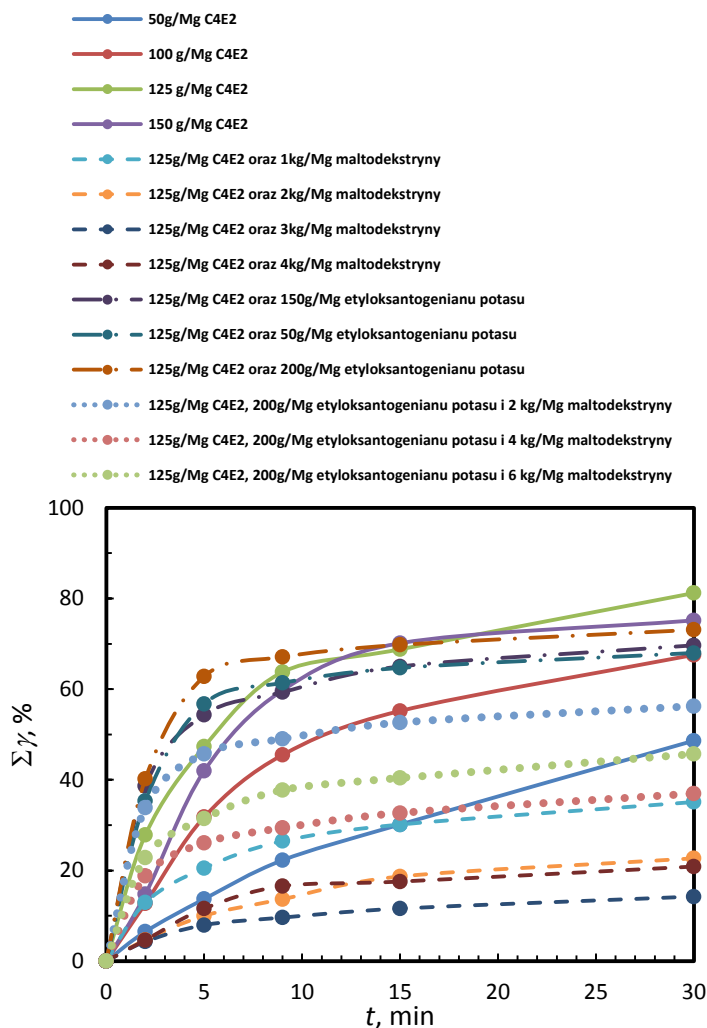 50g/Mg C4E2
100 g/Mg C4E2
125 g/Mg C4E2
150 g/Mg C4E2
125g/Mg C4E2 oraz 1kg/Mg maltodekstryny
125g/Mg C4E2 oraz 2kg/Mg maltodekstryny
125g/Mg C4E2 oraz 3kg/Mg maltodekstryny
125g/Mg C4E2 oraz 4kg/Mg maltodekstryny
125g/Mg C4E2 oraz 150g/Mg etyloksantogenianu potasu
125g/Mg C4E2 oraz 50g/Mg etyloksantogenianu potasu
125g/Mg C4E2 oraz 200g/Mg etyloksantogenianu potasu
125g/Mg C4E2, 200g/Mg etyloksantogenianu potasu i 2 kg/Mg maltodekstryny
125g/Mg C4E2, 200g/Mg etyloksantogenianu potasu i 4 kg/Mg maltodekstryny
125g/Mg C4E2, 200g/Mg etyloksantogenianu potasu i 6 kg/Mg maltodekstryny
100
80
60
40
20
0
Σγ, %
0 5 10 15 20 25 30
t, min